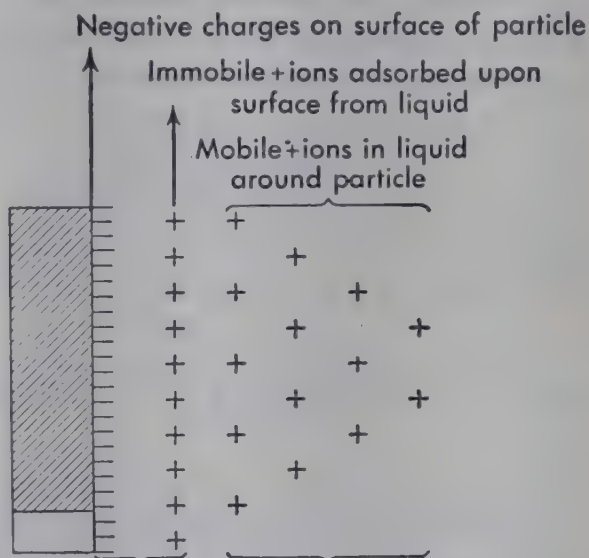 Negative charges on surface of particle
Immobile + ions adsorbed upon
surface from liquid
Mobile + ions in liquid
around particle